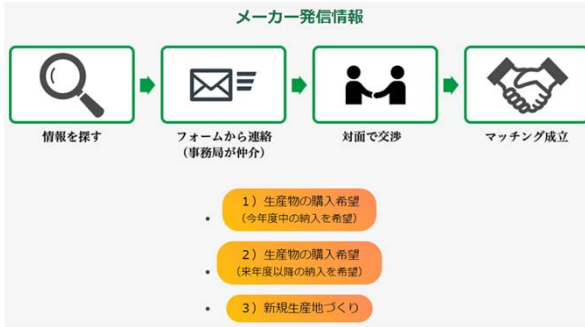 メーカー発信情報
情報を探す
フォームから連絡
（事務局が仲介）
対面で交渉
マッチング成立
1）生産物の購入希望
（今年度中の納入を希望）
2）生産物の購入希望
（来年度以降の納入を希望）
3）新規生産地づくり